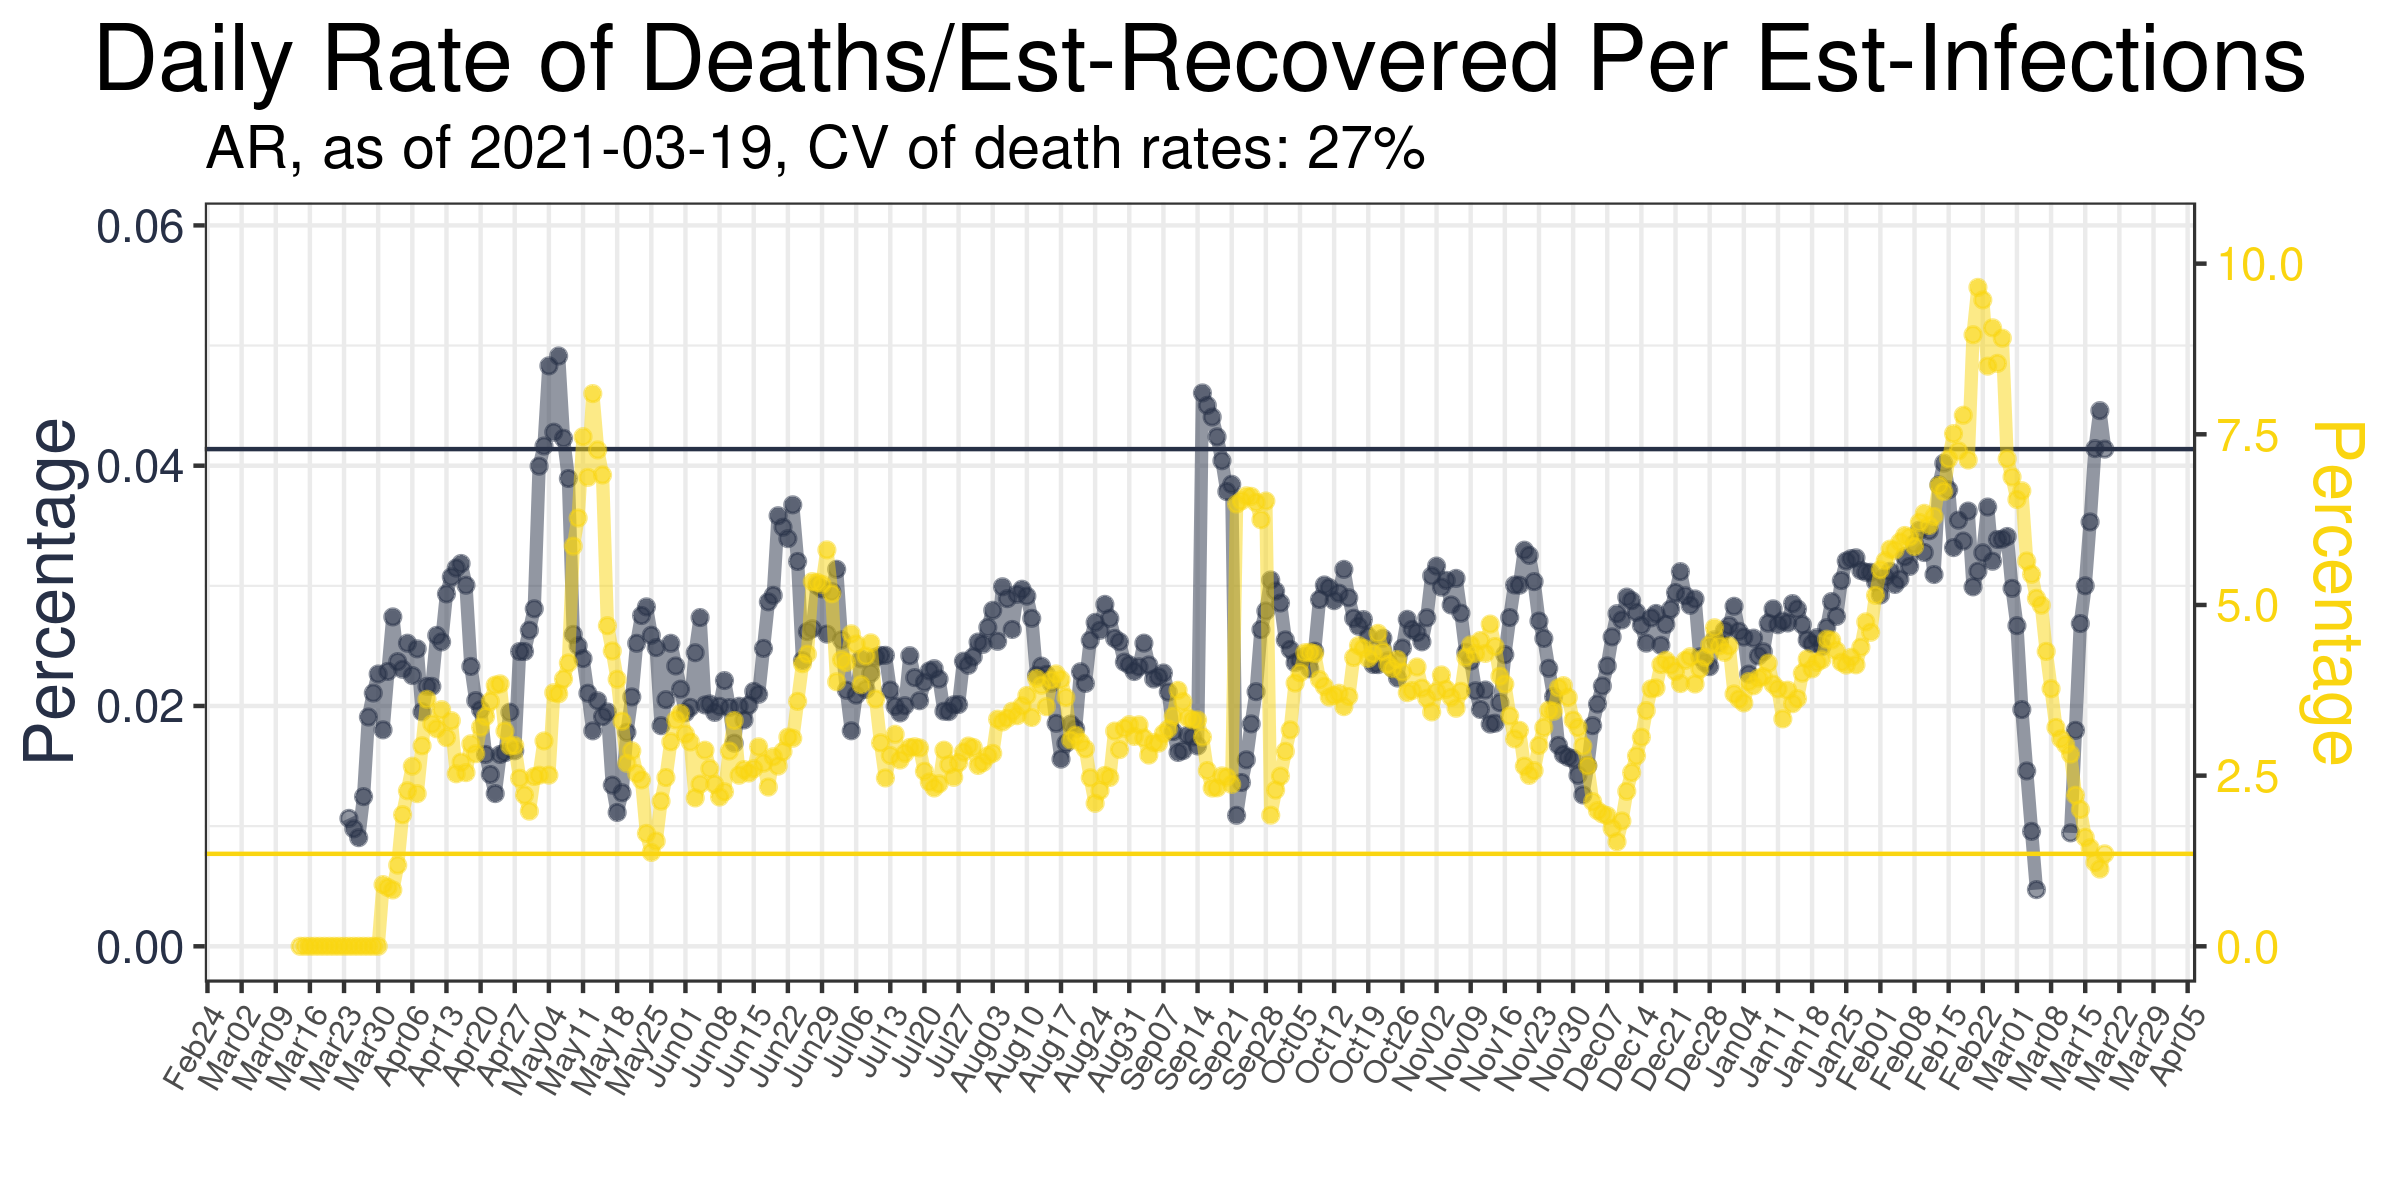 Daily Rate of Deaths/Est-Recovered Per Est-Infections
AR, as of 2021-03-19, CV of death rates: 27%
Percentage
0.06
0.04
0.02
0.00
10.0
7.5
5.0
2.5
0.0
Percentage
Feb24 Mar02 Mar09 Mar16 Mar23 Mar30 Apr06 Apr13 Apr20 Apr27 May04 May11 May18 May25 Jun01 Jun08 Jun15 Jun22 Jun29 Jul06 Jul13 Jul20 Jul27 Aug03 Aug10 Aug17 Aug24 Aug31 Sep07 Sep14 Sep21 Sep28 Oct05 Oct12 Oct19 Oct26 Nov02 Nov09 Nov16 Nov23 Nov30 Dec07 Dec14 Dec21 Dec28 Jan04 Jan11 Jan18 Jan25 Feb01 Feb08 Feb15 Feb22 Mar01 Mar08 Mar15 Mar22 Mar29 Apr05